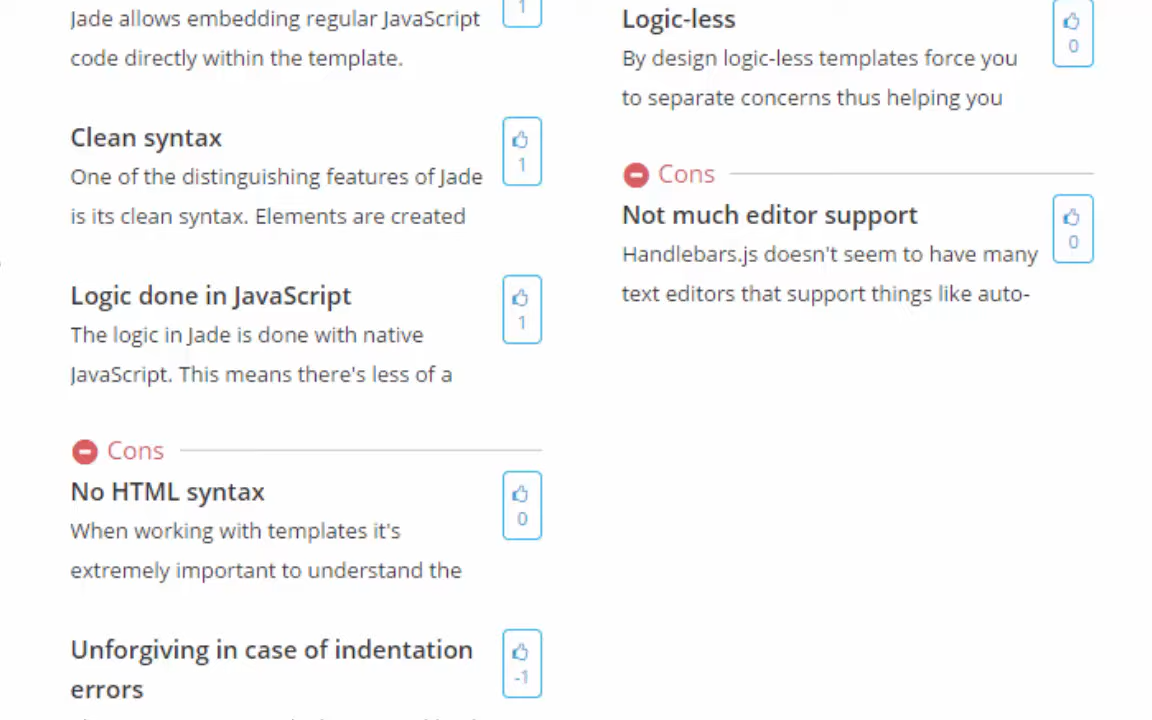 Jade allows embedding regular JavaScript
code directly within the template.
1
Clean syntax
One of the distinguishing features of Jade
is its clean syntax. Elements are created
1
Logic done in JavaScript
The logic in Jade is done with native
JavaScript. This means there's less of a
1
Cons
No HTML syntax
When working with templates it's
extremely important to understand the
0
Unforgiving in case of indentation
errors
-1
Logic-less
By design logic-less templates force you
to separate concerns thus helping you
0
Cons
Not much editor support
Handlebars.js doesn't seem to have many
text editors that support things like auto-
0